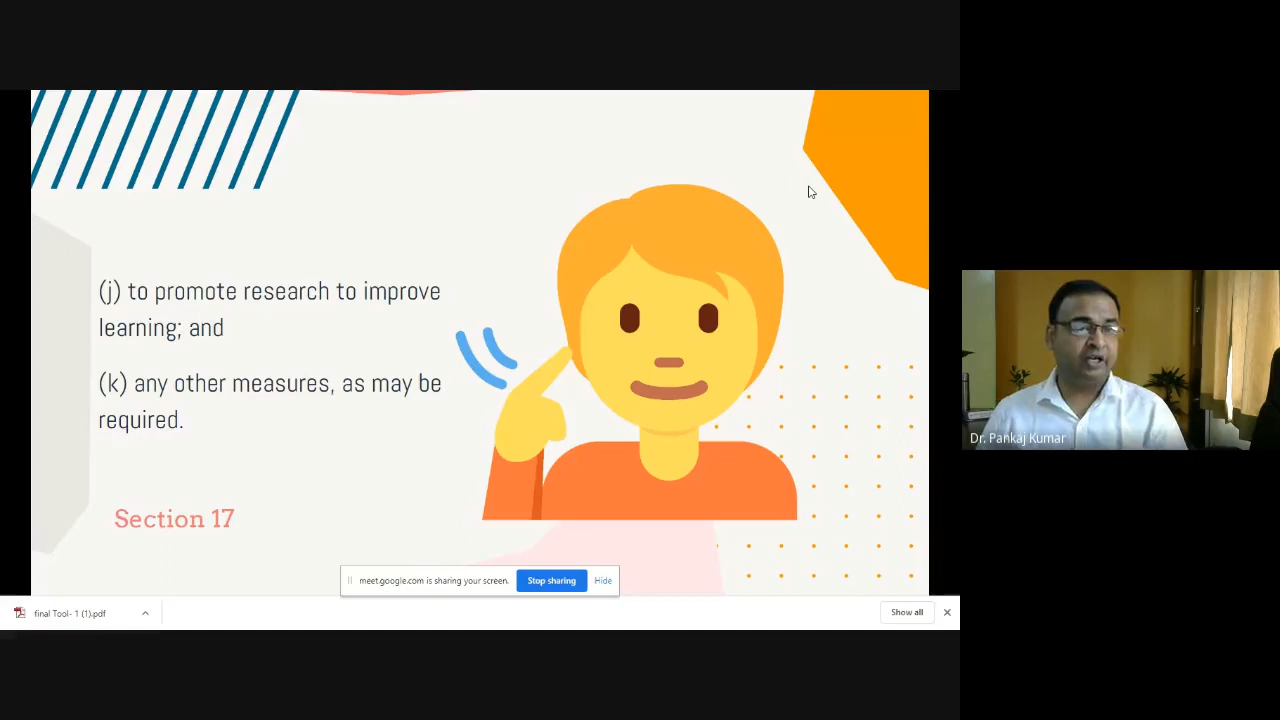 (j) to promote research to improve
learning; and
(k) any other measures, as may be
required.
Section 17
Dr. Pankaj Kumar
meet.google.com is sharing your screen.
Stop sharing
Hide
final Tool- 1 (1).pdf
Show all